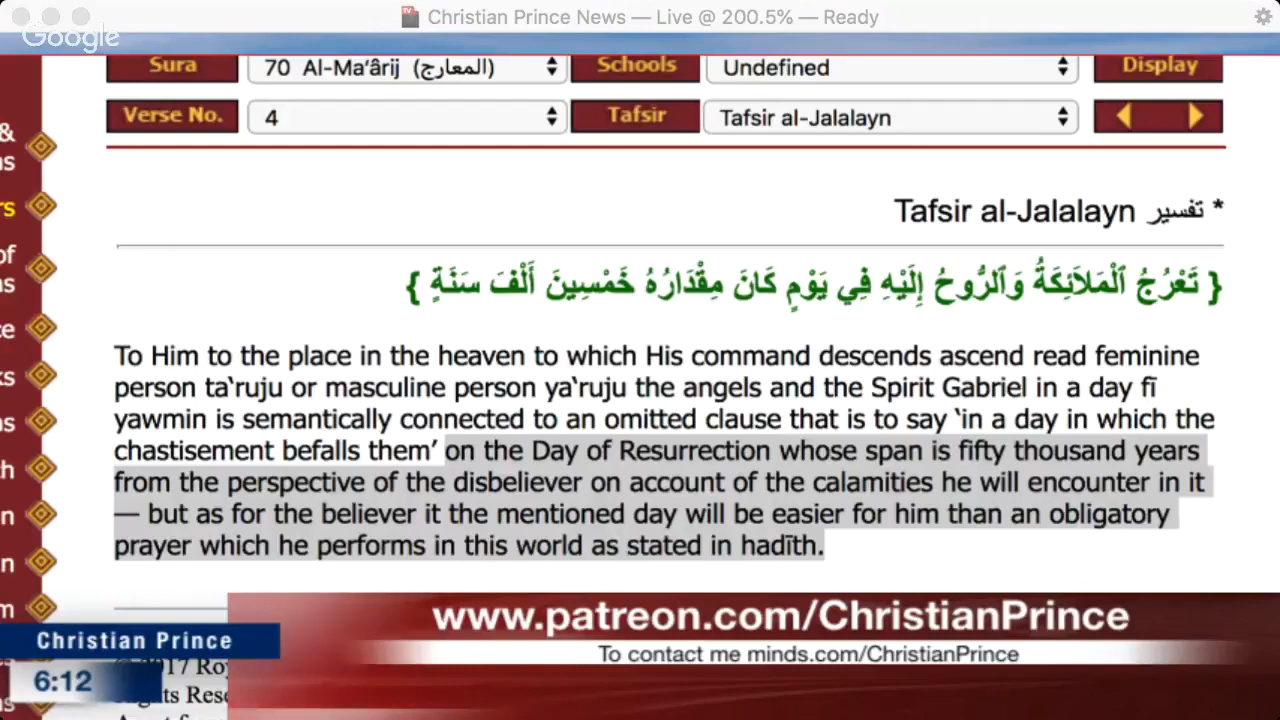 Christian Prince News — Live @ 200.5% — Ready
Google
Sura
70 Al-Ma'ârij (المعارج)
Schools
Undefined
Display
Verse No.
4
Tafsir
Tafsir al-Jalalayn
* تفسير Tafsir al-Jalalayn
{ تَعْرُجُ ٱلْمَلاَئِكَةُ وَٱلرُّوحُ إِلَيْهِ فِي يَوْمٍ كَانَ مِقْدَارُهُ خَمْسِينَ أَلْفَ سَنَةٍ }
To Him to the place in the heaven to which His command descends ascend read feminine
person ta‘ruju or masculine person ya‘ruju the angels and the Spirit Gabriel in a day fī
yawmin is semantically connected to an omitted clause that is to say ‘in a day in which the
chastisement befalls them’ on the Day of Resurrection whose span is fifty thousand years
from the perspective of the disbeliever on account of the calamities he will encounter in it
— but as for the believer it the mentioned day will be easier for him than an obligatory
prayer which he performs in this world as stated in hadīth.
www.patreon.com/ChristianPrince
Christian Prince
To contact me minds.com/ChristianPrince
6:12
2017